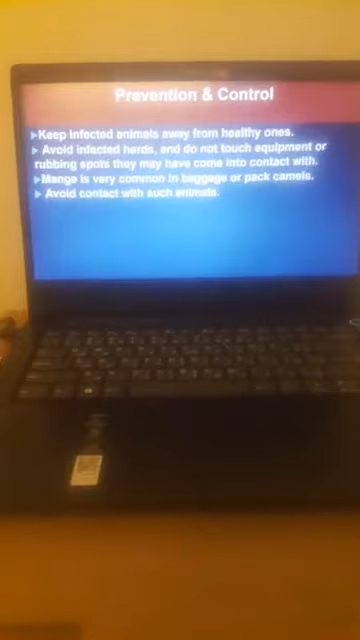 Prevention & Control
▶Keep infected animals away from healthy ones.
▶ Avoid infected herds, and do not touch equipment or
rubbing spots they may have come into contact with.
▶Mange is very common in baggage or pack camels.
▶ Avoid contact with such animals.